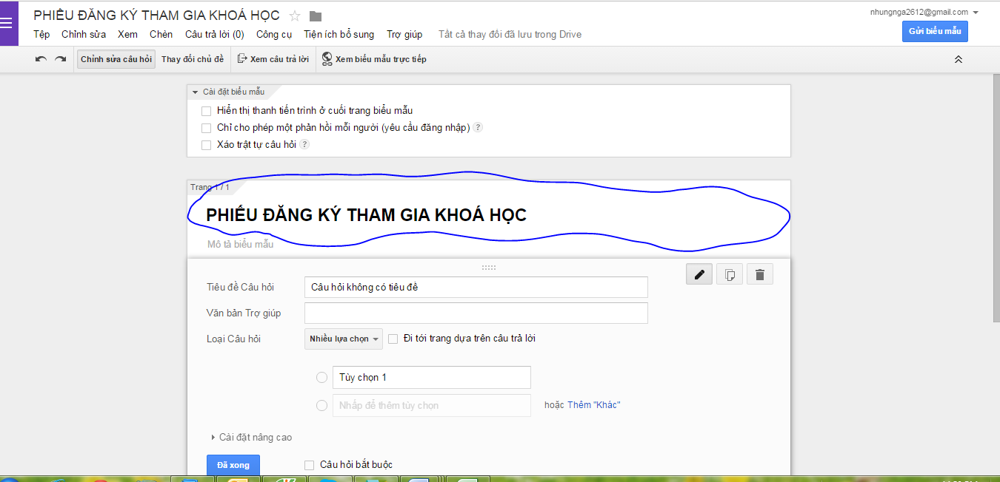 PHIẾU ĐĂNG KÝ THAM GIA KHOÁ HỌC
nhungnga2612@gmail.com
Tệp Chỉnh sửa Xem Chèn Câu trả lời (0) Công cụ Tiện ích bổ sung Trợ giúp Tất cả thay đổi đã lưu trong Drive
Gửi biểu mẫu
Chỉnh sửa câu hỏi Thay đổi chủ đề Xem câu trả lời Xem biểu mẫu trực tiếp
Cài đặt biểu mẫu
Hiển thị thanh tiến trình ở cuối trang biểu mẫu
Chỉ cho phép một phản hồi mỗi người (yêu cầu đăng nhập) ?
Xáo trật tự câu hỏi ?
Trang 1 / 1
PHIẾU ĐĂNG KÝ THAM GIA KHOÁ HỌC
Mô tả biểu mẫu
Tiêu đề Câu hỏi Câu hỏi không có tiêu đề
Văn bản Trợ giúp
Loại Câu hỏi Nhiều lựa chọn Đi tới trang dựa trên câu trả lời
Tùy chọn 1
Nhấp để thêm tùy chọn hoặc Thêm "Khác"
Cài đặt nâng cao
Đã xong Câu hỏi bắt buộc